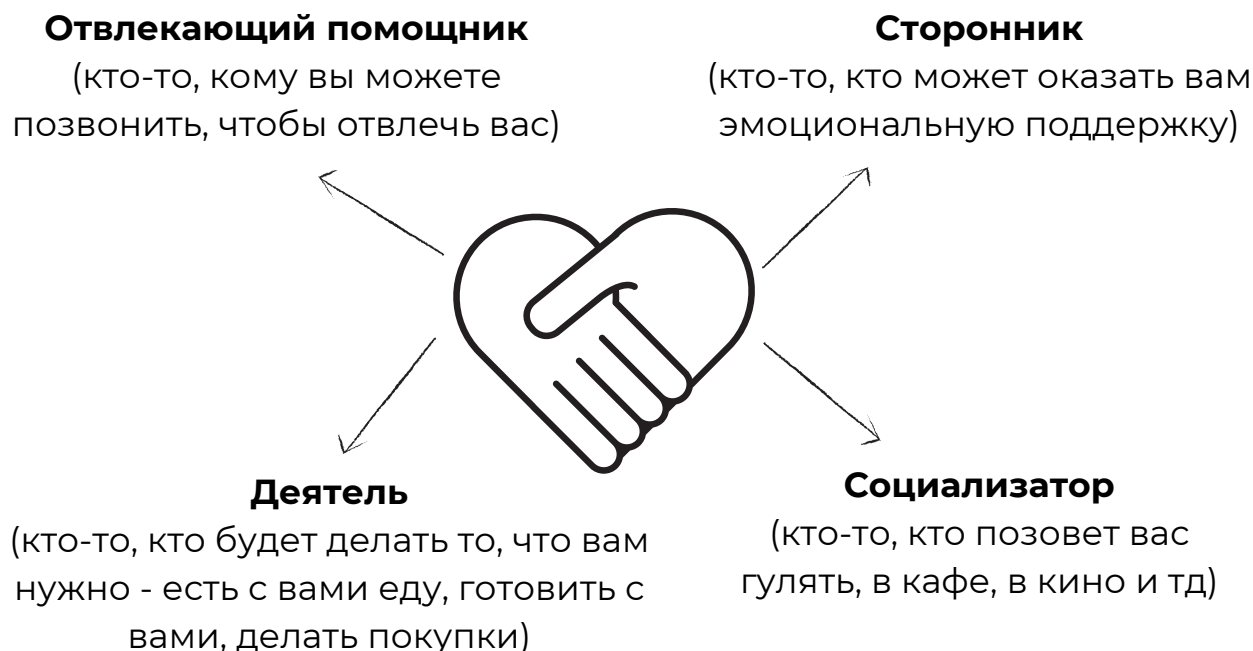 Отвлекающий помощник
(кто-то, кому вы можете
позвонить, чтобы отвлечь вас)
Сторонник
(кто-то, кто может оказать вам
эмоциональную поддержку)
Деятель
(кто-то, кто будет делать то, что вам
нужно - есть с вами еду, готовить с
вами, делать покупки)
Социализатор
(кто-то, кто позовет вас
гулять, в кафе, в кино и тд)